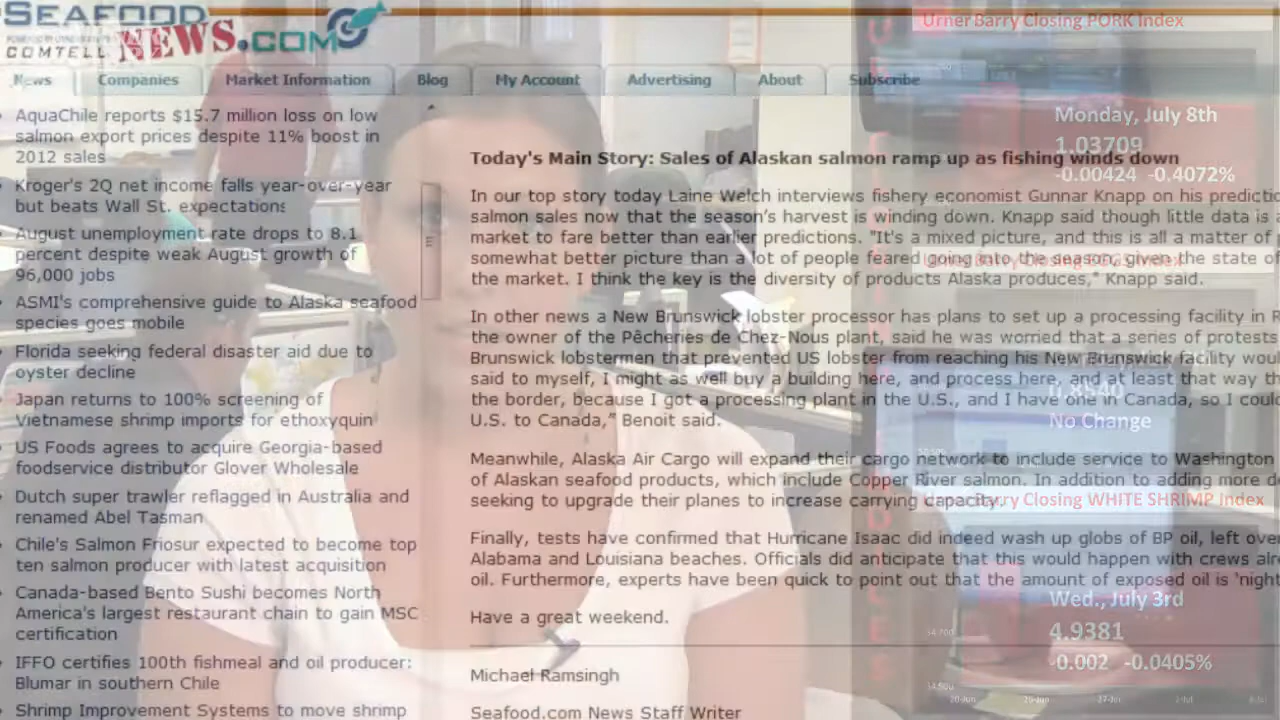 SEAFOOD
NEWS.COM
COMTELL
News
Companies
Market Information
Blog
My Account
Advertising
About
Subscribe
AquaChile reports $15.7 million loss on low
salmon export prices despite 11% boost in
2012 sales
Kroger's 2Q net income falls year-over-year
but beats Wall St. expectations
August unemployment rate drops to 8.1
percent despite weak August growth of
96,000 jobs
ASMI's comprehensive guide to Alaska seafood
species goes mobile
Florida seeking federal disaster aid due to
oyster decline
Japan returns to 100% screening of
Vietnamese shrimp imports for ethoxyquin
US Foods agrees to acquire Georgia-based
foodservice distributor Glover Wholesale
Dutch super trawler reflagged in Australia and
renamed Abel Tasman
Chile's Salmon Friosur expected to become top
ten salmon producer with latest acquisition
Canada-based Bento Sushi becomes North
America's largest restaurant chain to gain MSC
certification
IFFO certifies 100th fishmeal and oil producer:
Blumar in southern Chile
Shrimp Improvement Systems to move shrimp
Today's Main Story: Sales of Alaskan salmon ramp up as fishing winds down
In our top story today Laine Welch interviews fishery economist Gunnar Knapp on his predictio
salmon sales now that the season's harvest is winding down. Knapp said though little data is a
market to fare better than earlier predictions. "It's a mixed picture, and this is all a matter of
somewhat better picture than a lot of people feared going into the season, given the state of
the market. I think the key is the diversity of products Alaska produces," Knapp said.
In other news a New Brunswick lobster processor has plans to set up a processing facility in R
the owner of the Pêcheries de Chez-Nous plant, said he was worried that a series of protests
Brunswick lobstermen that prevented US lobster from reaching his New Brunswick facility wou
said to myself, I might as well buy a building here, and process here, and at least that way th
the border, because I got a processing plant in the U.S., and I have one in Canada, so I coul
U.S. to Canada," Benoit said.
Meanwhile, Alaska Air Cargo will expand their cargo network to include service to Washington
of Alaskan seafood products, which include Copper River salmon. In addition to adding more de
seeking to upgrade their planes to increase carrying capacity.
Finally, tests have confirmed that Hurricane Isaac did indeed wash up globs of BP oil, left over
Alabama and Louisiana beaches. Officials did anticipate that this would happen with crews alr
oil. Furthermore, experts have been quick to point out that the amount of exposed oil is 'night
Have a great weekend.
Michael Ramsingh
Seafood.com News Staff Writer
Urner Barry Closing PORK Index
Monday, July 8th
1.03709
-0.00424 -0.4072%
Urner Barry Closing EGGS Index
0.8540
No Change
Urner Barry Closing WHITE SHRIMP Index
Wed., July 3rd
4.9381
-0.002 -0.0405%